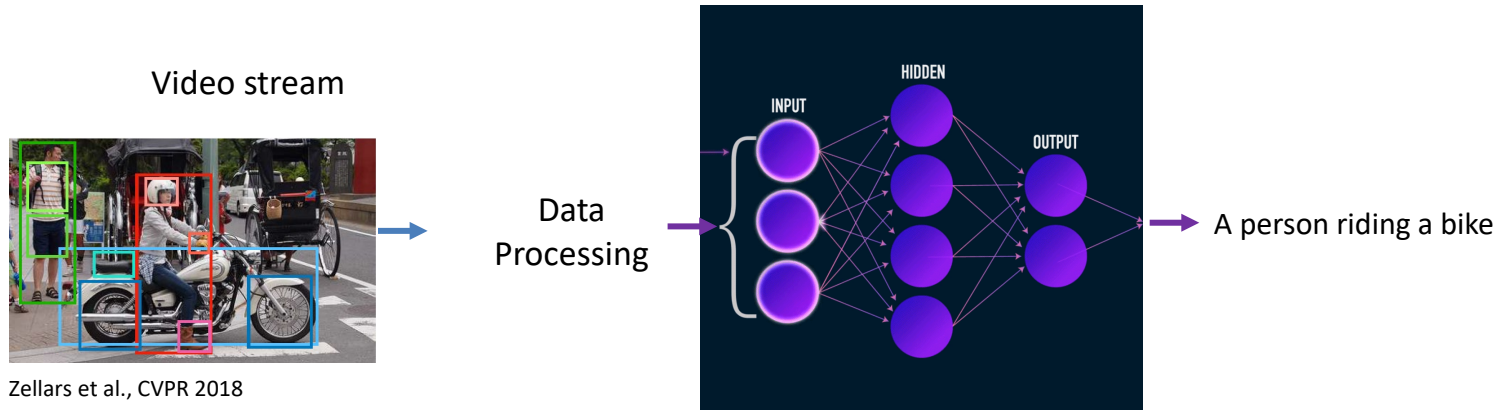 Video stream
Zellars et al., CVPR 2018
Data
Processing
INPUT
HIDDEN
OUTPUT
A person riding a bike